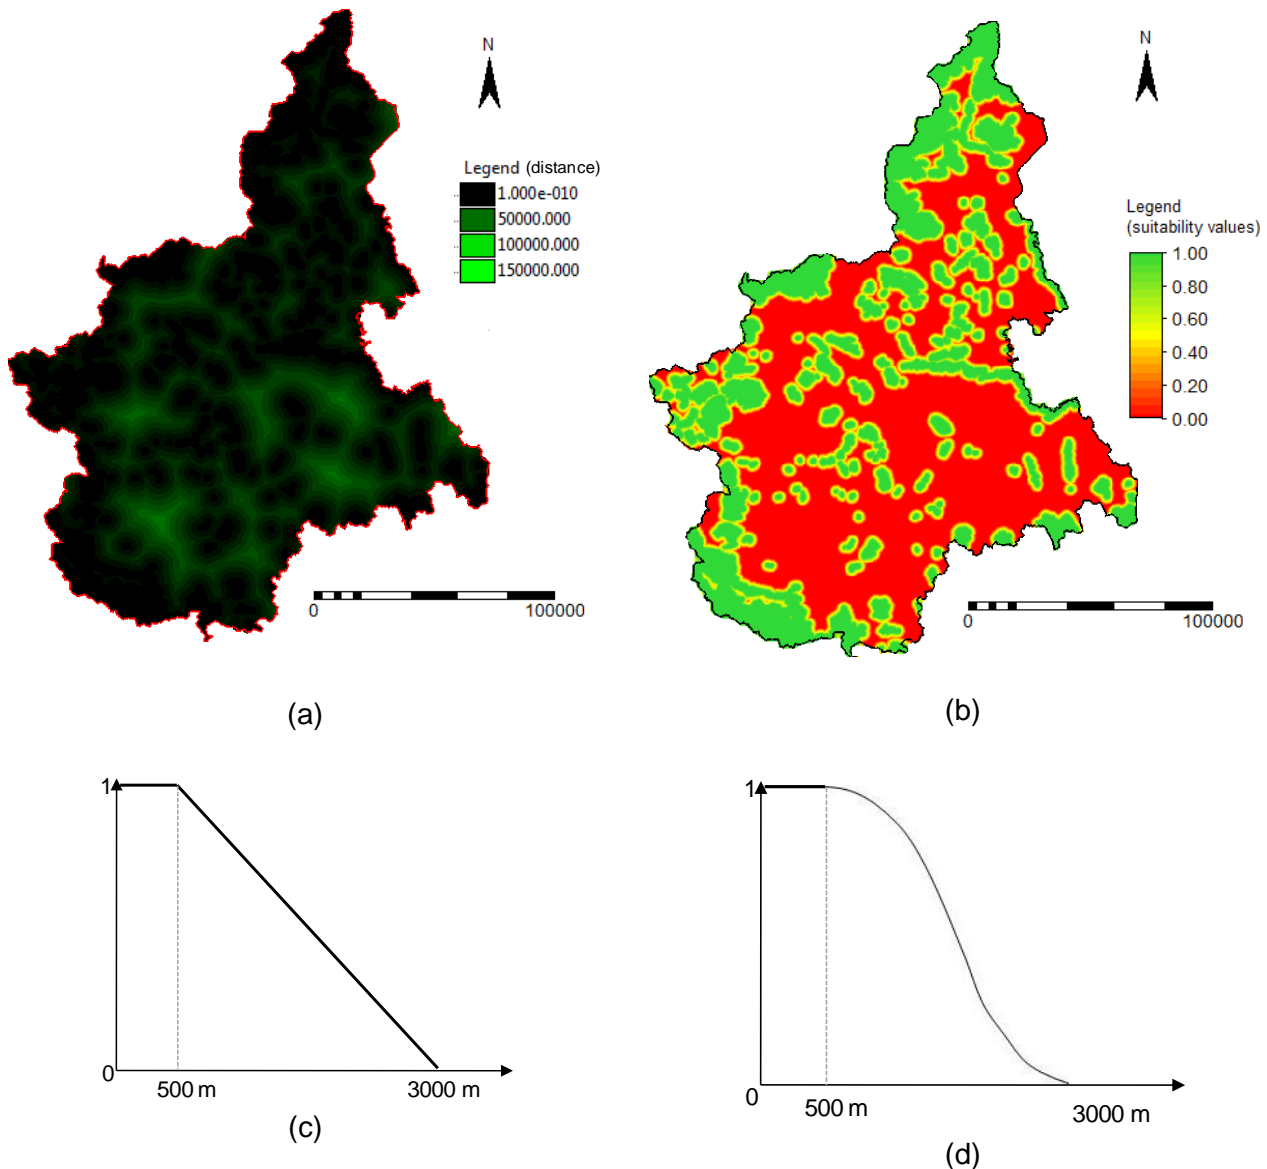 N
Legend (distance)
1.000e-010
50000.000
100000.000
150000.000
0
100000
(a)
N
Legend
(suitability values)
1.00
0.80
0.60
0.40
0.20
0.00
0
100000
(b)
1
0
500 m
3000 m
(c)
1
0
500 m
3000 m
(d)